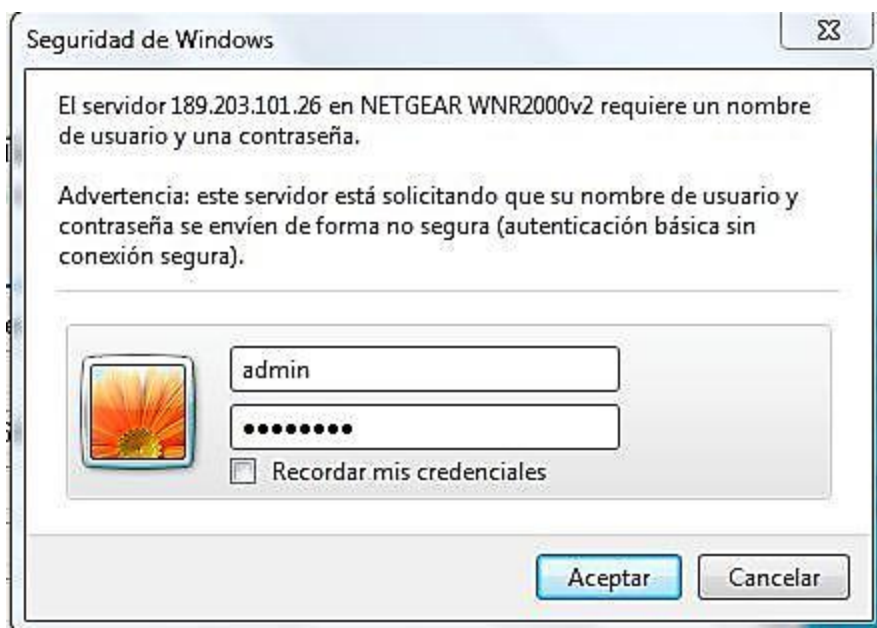 Seguridad de Windows
El servidor 189.203.101.26 en NETGEAR WNR2000v2 requiere un nombre
de usuario y una contraseña.
Advertencia: este servidor está solicitando que su nombre de usuario y
contraseña se envíen de forma no segura (autenticación básica sin
conexión segura).
admin
●●●●●●●●
Recordar mis credenciales
Aceptar
Cancelar